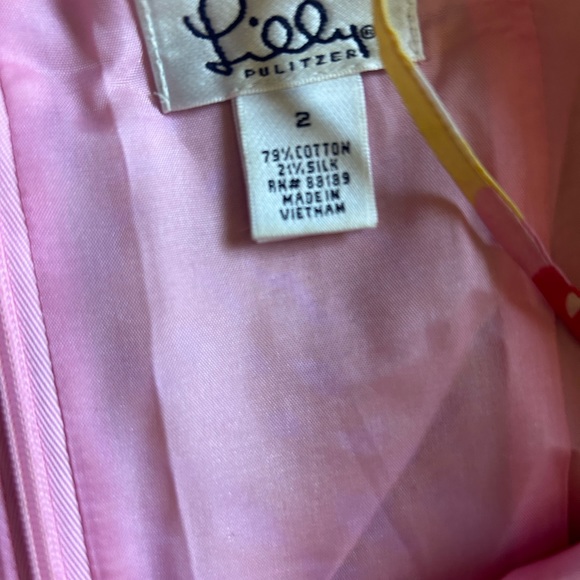 Lilly®
PULITZER
2
79% COTTON
21% SILK
RN# 88189
MADE IN
VIETNAM